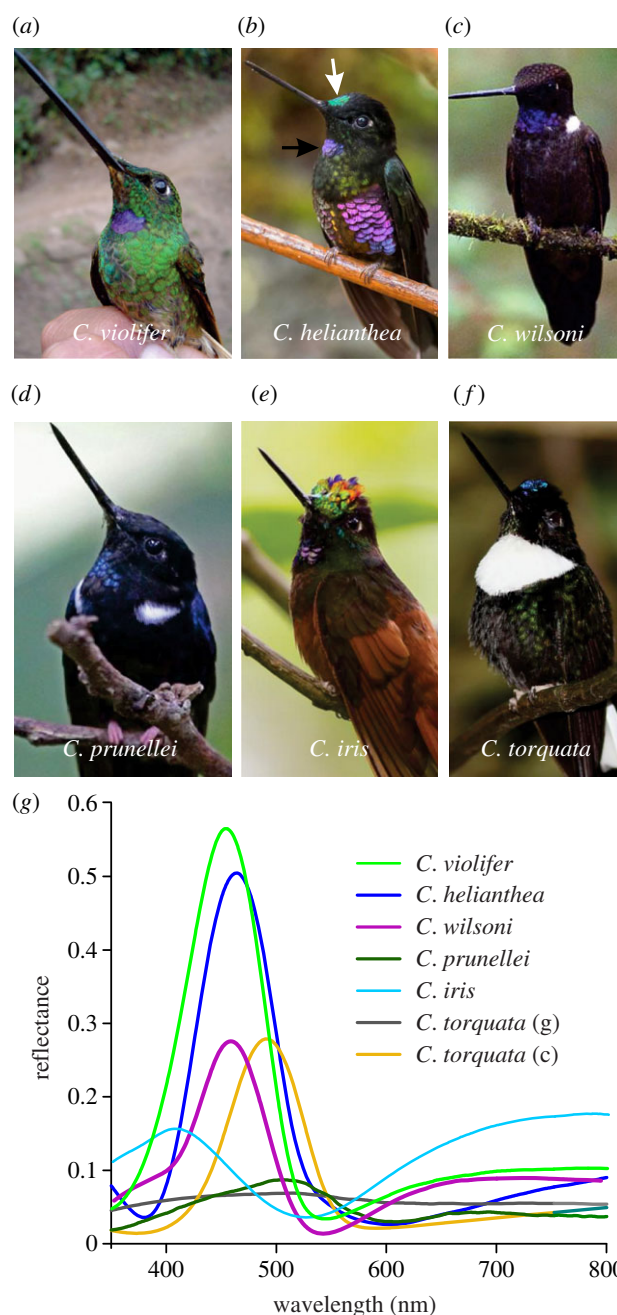 (a)
(b)
(c)
C. violifer
C. helianthea
C. wilsoni
(d)
(e)
(f)
C. prunellei
C. iris
C. torquata
(g)
0.6
0.5
0.4
0.3
0.2
0.1
0
reflectance
C. violifer
C. helianthea
C. wilsoni
C. prunellei
C. iris
C. torquata (g)
C. torquata (c)
400
500
600
700
800
wavelength (nm)